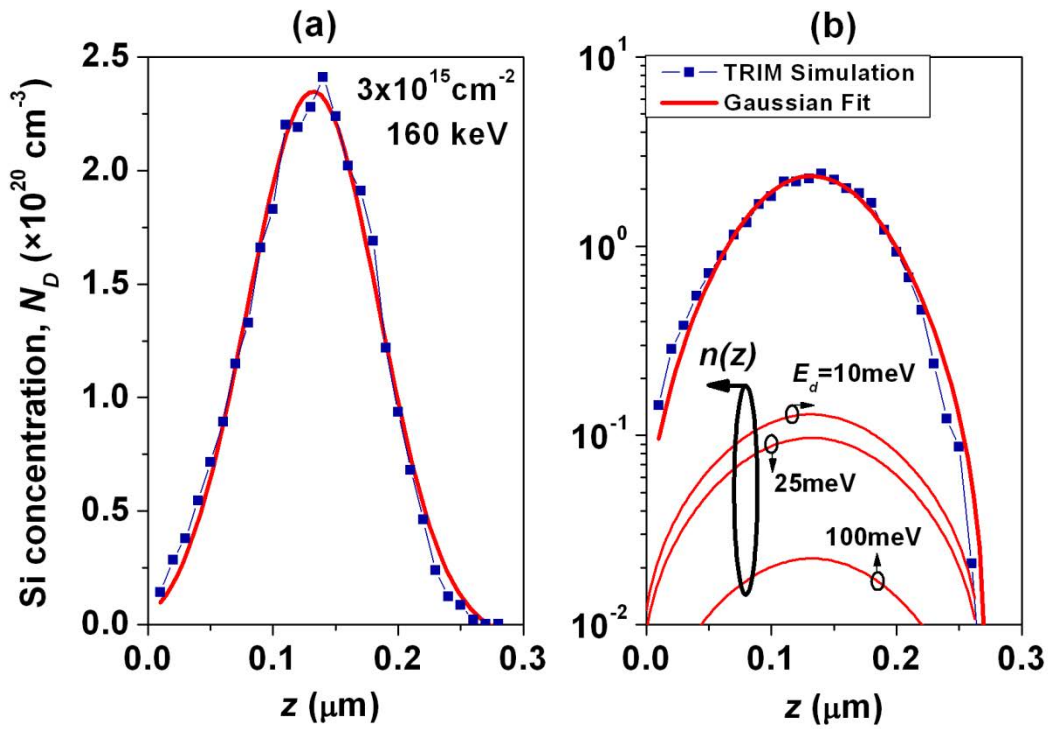 (a)
(b)
Si concentration, N_D (×10²⁰ cm⁻³)
2.5
2.0
1.5
1.0
0.5
0.0
3x10¹⁵cm⁻²
160 keV
0.0
0.1
0.2
0.3
z (μm)
10¹
10⁰
10⁻¹
10⁻²
TRIM Simulation
Gaussian Fit
n(z)
E_d=10meV
25meV
100meV
0.0
0.1
0.2
0.3
z (μm)